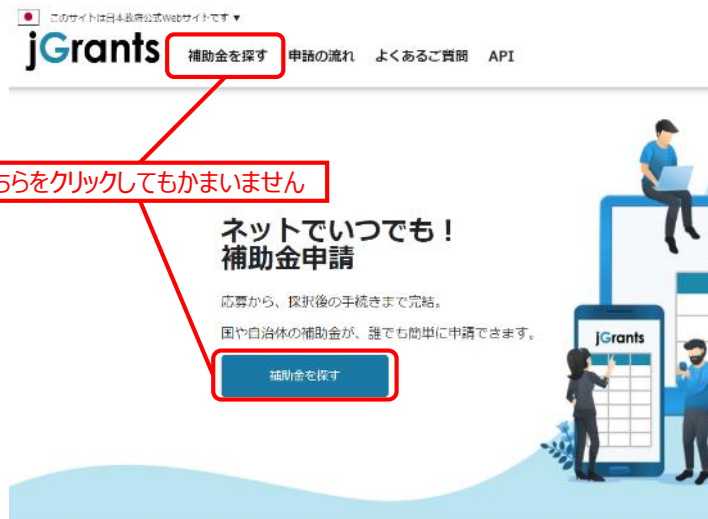 このサイトは日本政府公式Webサイトです ▼
jGrants 補助金を探す 申請の流れ よくあるご質問 API
ちらをクリックしてもかまいません
ネットでいつでも！
補助金申請
応募から、採択後の手続きまで完結。
国や自治体の補助金が、誰でも簡単に申請できます。
jGrants
補助金を探す